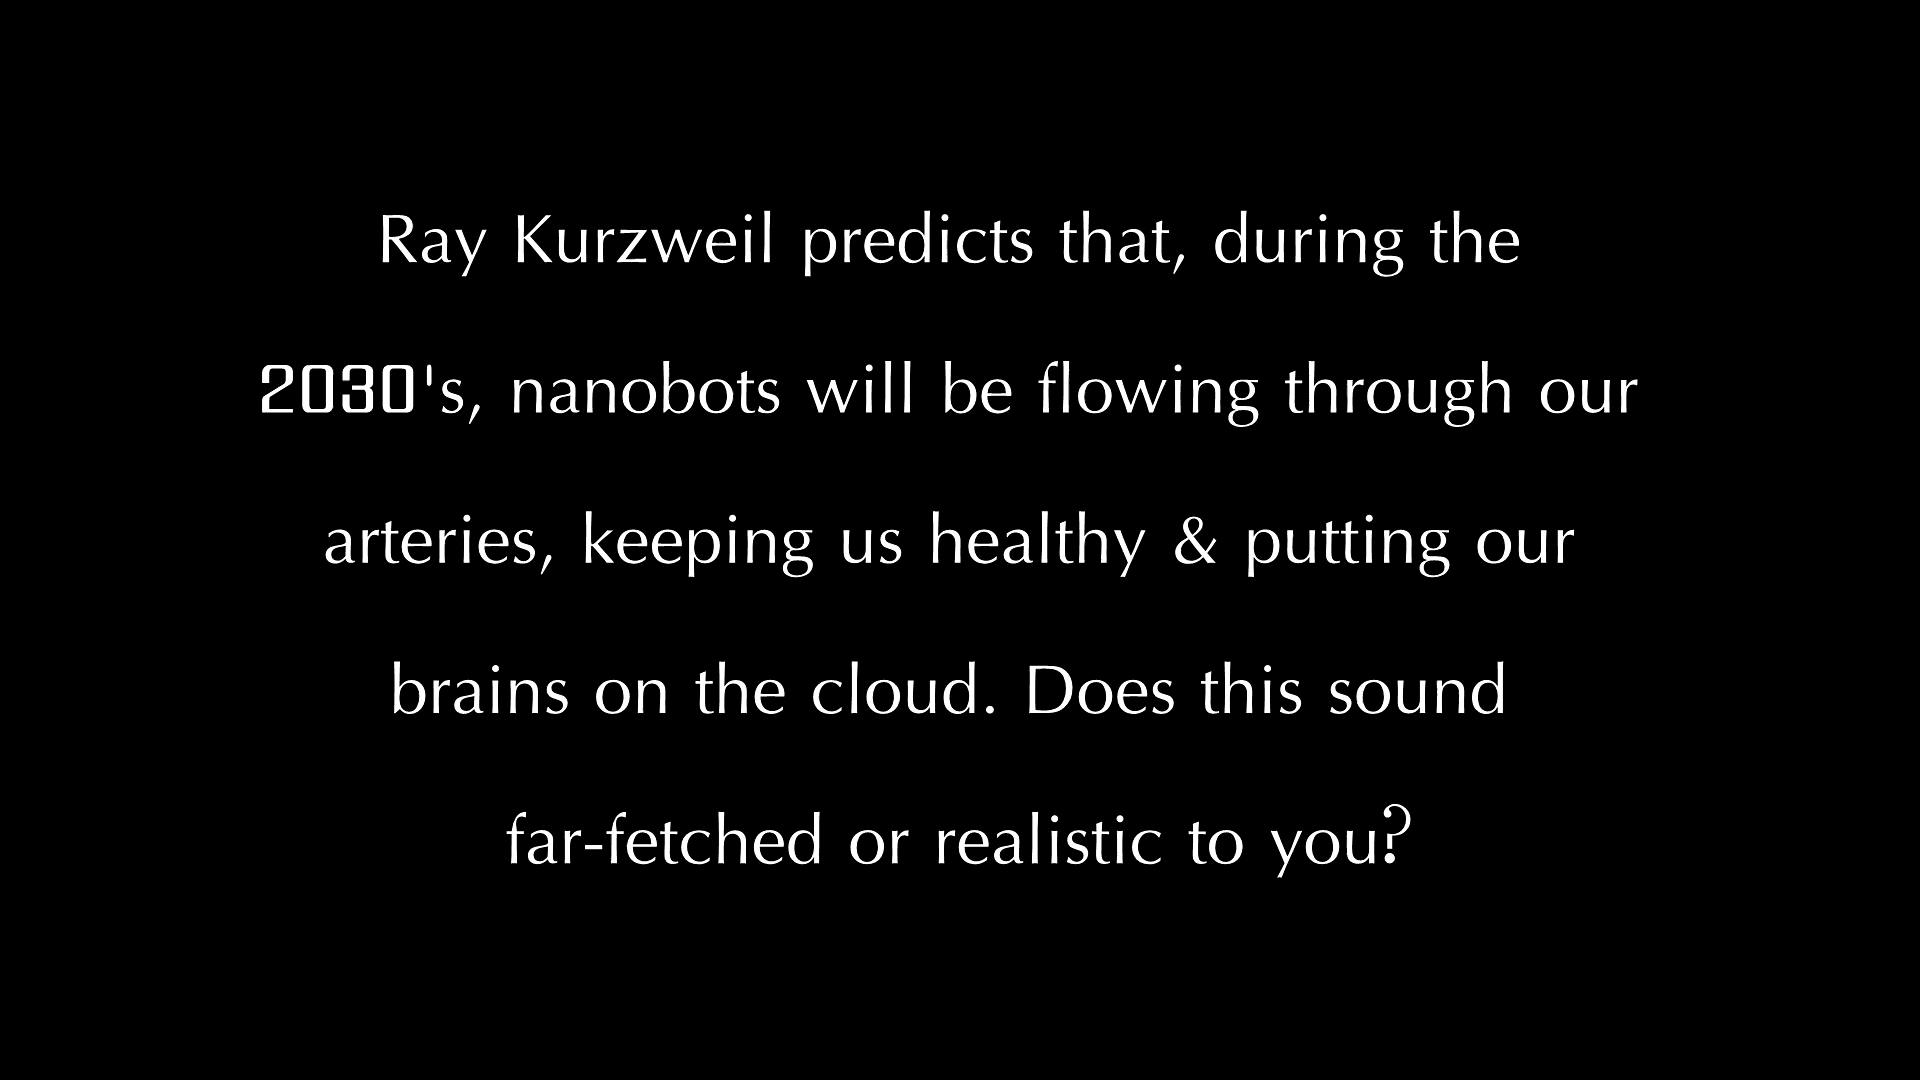 Ray Kurzweil predicts that, during the
2030's, nanobots will be flowing through our
arteries, keeping us healthy & putting our
brains on the cloud. Does this sound
far-fetched or realistic to you?